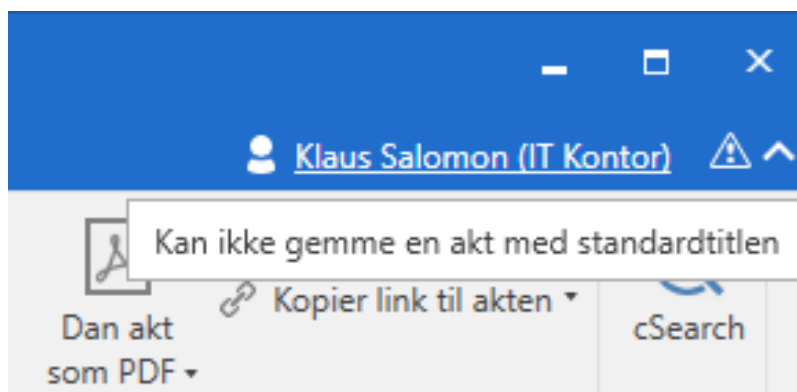 Klaus Salomon (IT Kontor)
Kan ikke gemme en akt med standardtitlen
Kopier link til akten
Dan akt
som PDF
cSearch